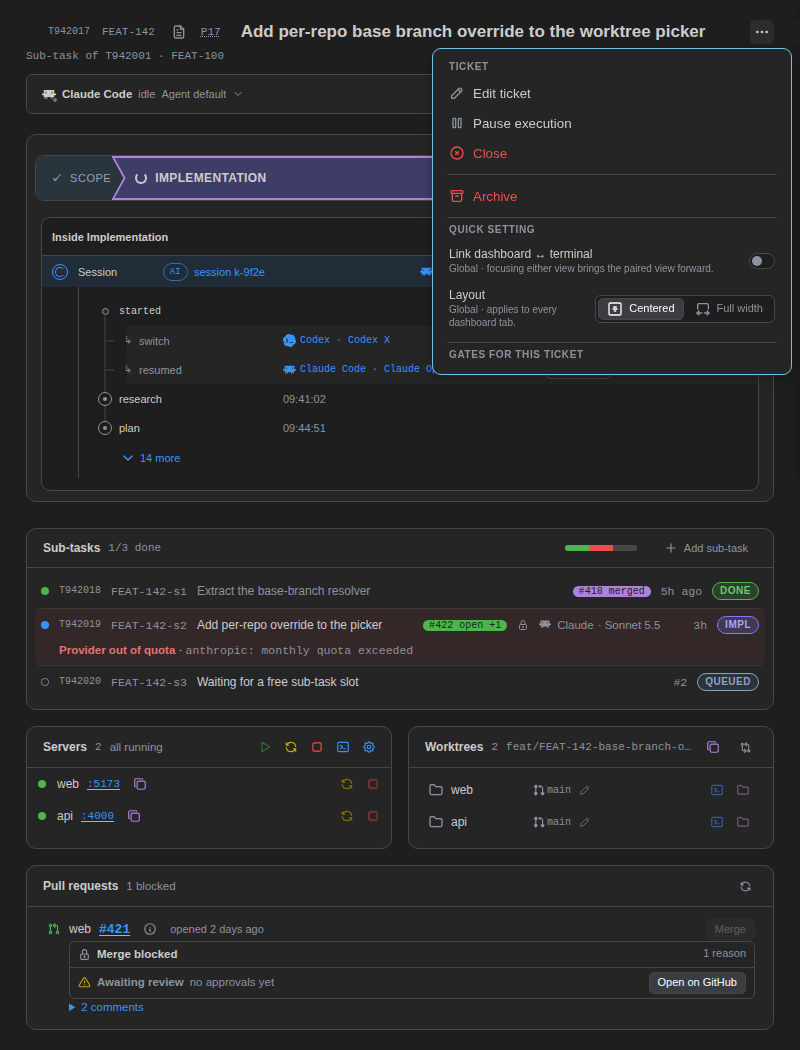 T942017 FEAT-142 P17 Add per-repo base branch override to the worktree picker
Sub-task of T942001 · FEAT-100
Claude Code idle Agent default
TICKET
Edit ticket
Pause execution
Close
Archive
QUICK SETTING
Link dashboard ↔ terminal
Global · focusing either view brings the paired view forward.
Layout
Global · applies to every
dashboard tab.
Centered Full width
GATES FOR THIS TICKET
SCOPE IMPLEMENTATION
Inside Implementation
Session AI session k-9f2e
started
↳ switch Codex · Codex X
↳ resumed Claude Code · Claude
research 09:41:02
plan 09:44:51
14 more
Sub-tasks 1/3 done Add sub-task
T942018 FEAT-142-s1 Extract the base-branch resolver #418 merged 5h ago DONE
T942019 FEAT-142-s2 Add per-repo override to the picker #422 open +1 Claude · Sonnet 5.5 3h IMPL
Provider out of quota · anthropic: monthly quota exceeded
T942020 FEAT-142-s3 Waiting for a free sub-task slot #2 QUEUED
Servers 2 all running
web :5173
api :4000
Worktrees 2 feat/FEAT-142-base-branch-o…
web main
api main
Pull requests 1 blocked
web #421 opened 2 days ago Merge
Merge blocked 1 reason
Awaiting review no approvals yet Open on GitHub
2 comments